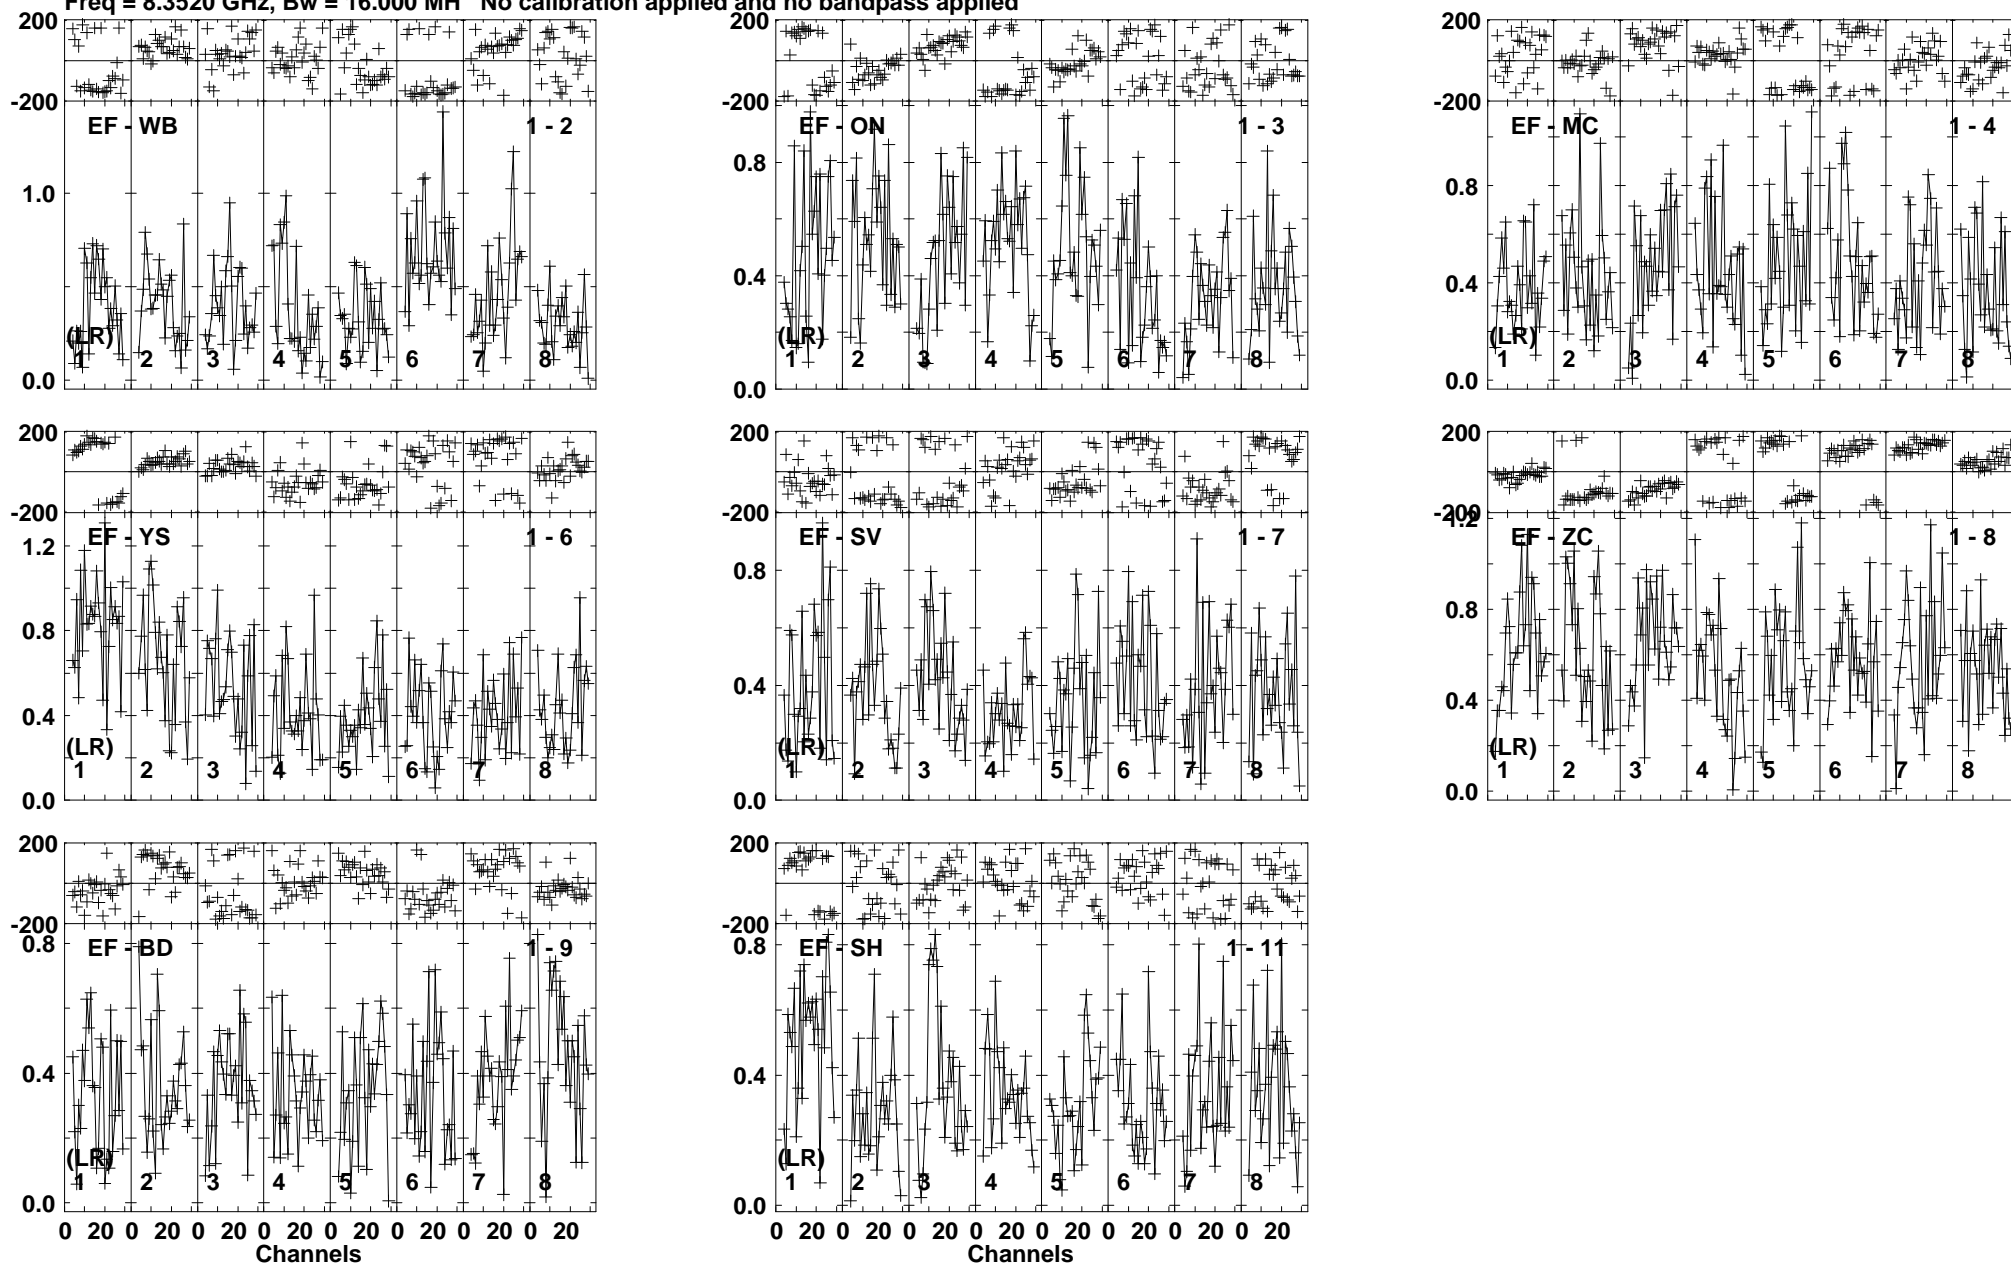 Freq = 8.3520 GHz, Bw = 16.000 MH No calibration applied and no bandpass applied
200 200 200
-200 -200 -200
EF - WB 1 - 2 EF - ON 1 - 3 EF - MC 1 - 4
1.0 0.8 0.8
0.4 0.4
(LR) (LR) (LR)
1 2 3 4 5 6 7 8 1 2 3 4 5 6 7 8 1 2 3 4 5 6 7 8
0.0 0.0 0.0
200 200 200
-200 -200 -200
1.2
EF - YS 1 - 6 EF - SV 1 - 7 EF - ZC 1 - 8
1.2 0.8
0.8 0.8
0.4 0.4 0.4
(LR) (LR) (LR)
1 2 3 4 5 6 7 8 1 2 3 4 5 6 7 8 1 2 3 4 5 6 7 8
0.0 0.0 0.0
200 200
-200 -200
EF - BD 1 - 9 EF - SH 1 - 11
0.8 0.8
0.4 0.4
(LR) (LR)
1 2 3 4 5 6 7 8 1 2 3 4 5 6 7 8
0.0 0.0
0 20 0 20 0 20 0 20 0 20 0 20 0 20 0 20 0 20 0 20 0 20 0 20 0 20 0 20 0 20 0 20
Channels Channels